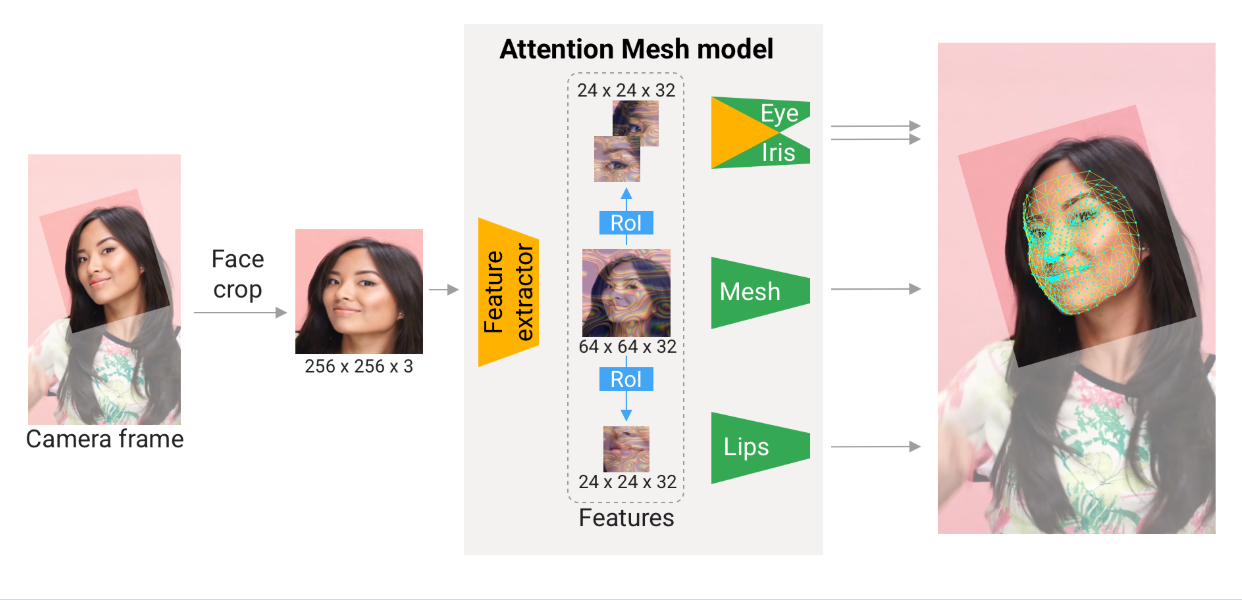 Attention Mesh model
24 x 24 x 32
Eye
Iris
RoI
Face
crop
Feature
extractor
Mesh
64 x 64 x 32
256 x 256 x 3
RoI
Camera frame
Lips
24 x 24 x 32
Features